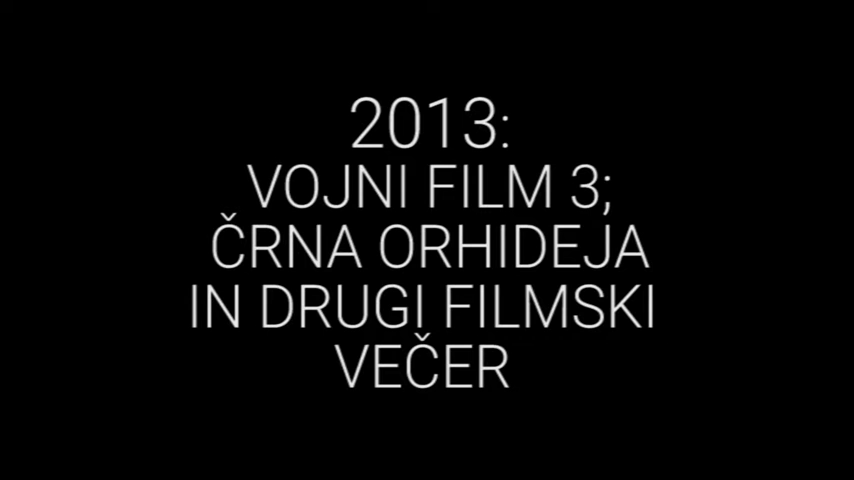 2013:
VOJNI FILM 3;
ČRNA ORHIDEJA
IN DRUGI FILMSKI
VEČER